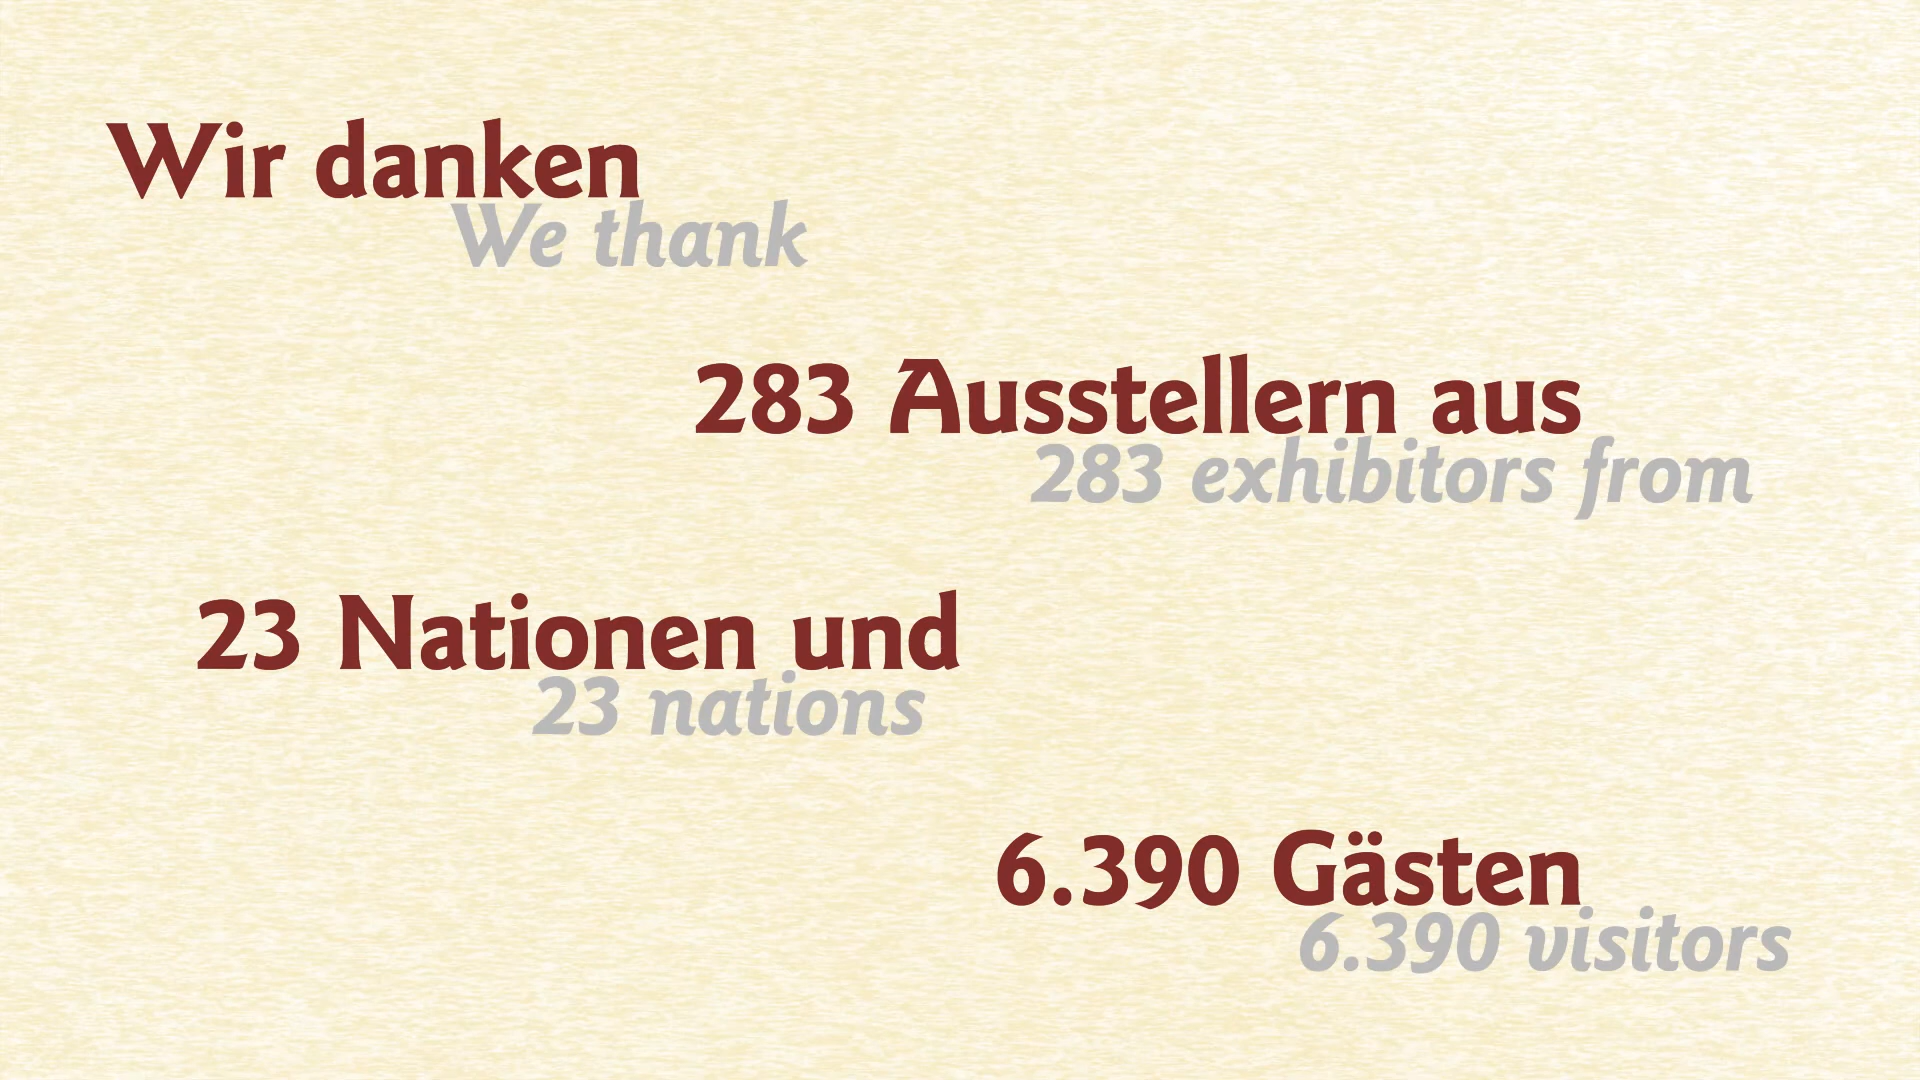 Wir danken
We thank
283 Ausstellern aus
283 exhibitors from
23 Nationen und
23 nations
6.390 Gästen
6.390 visitors